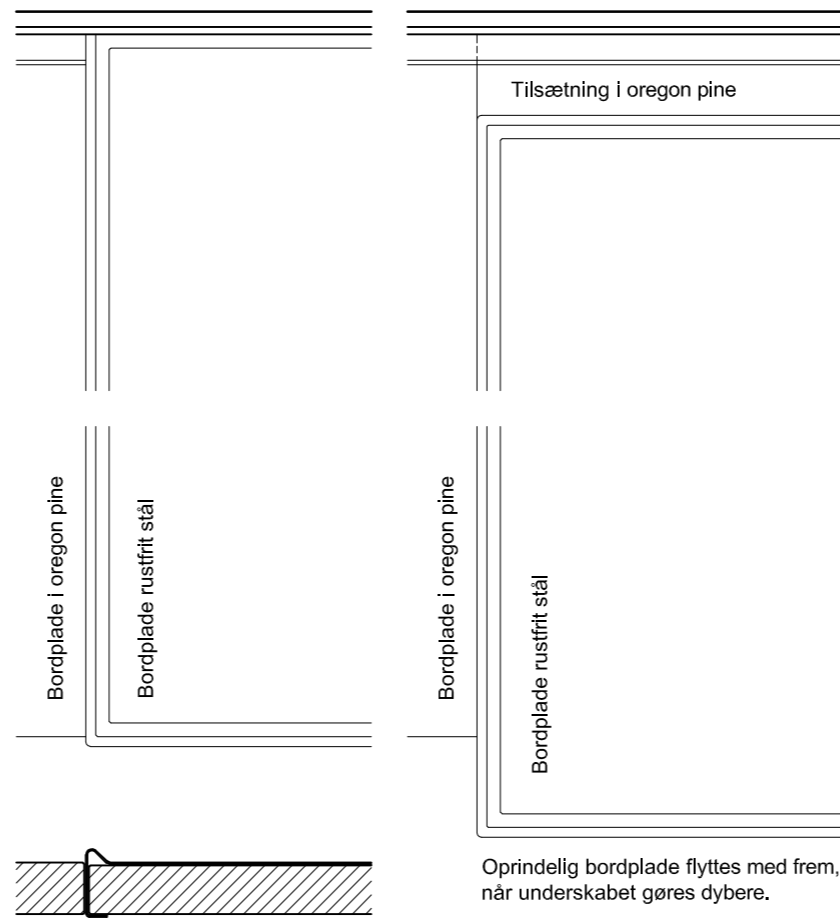 Tilsætning i oregon pine
Bordplade i oregon pine
Bordplade rustfrit stål
Bordplade i oregon pine
Bordplade rustfrit stål
Oprindelig bordplade flyttes med frem,
når underskabet gøres dybere.